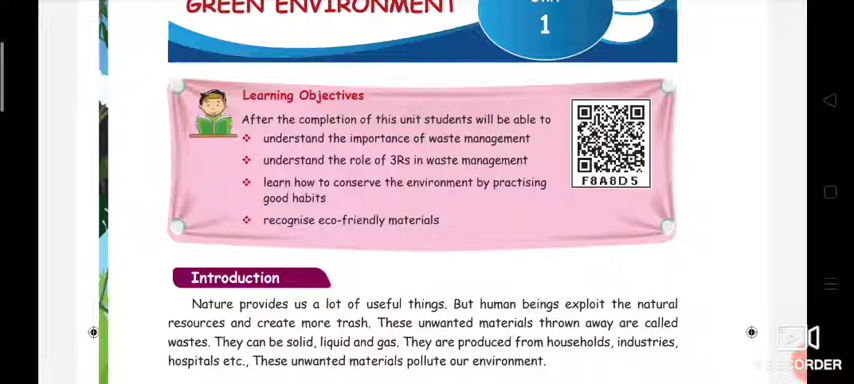 GREEN ENVIRONMENT
1
Learning Objectives
After the completion of this unit students will be able to
❖ understand the importance of waste management
❖ understand the role of 3Rs in waste management
❖ learn how to conserve the environment by practising
good habits
❖ recognise eco-friendly materials
F8A8D5
Introduction
Nature provides us a lot of useful things. But human beings exploit the natural
resources and create more trash. These unwanted materials thrown away are called
wastes. They can be solid, liquid and gas. They are produced from households, industries,
hospitals etc., These unwanted materials pollute our environment.